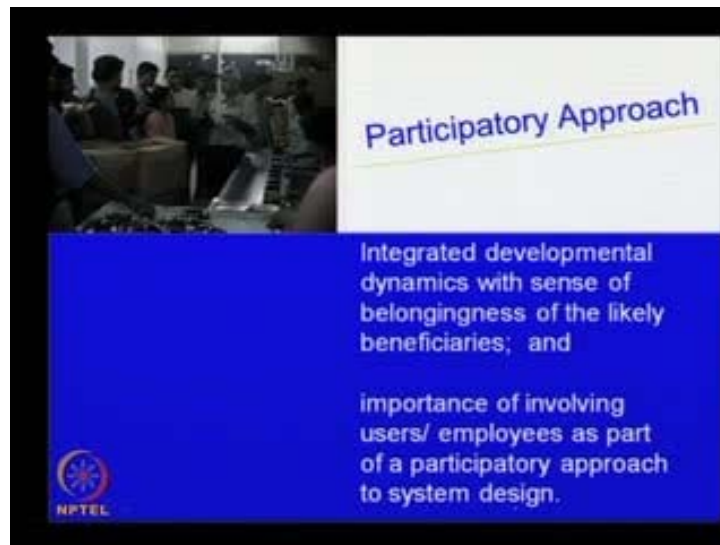 Participatory Approach
Integrated developmental
dynamics with sense of
belongingness of the likely
beneficiaries; and
importance of involving
users/ employees as part
of a participatory approach
to system design.
NPTEL